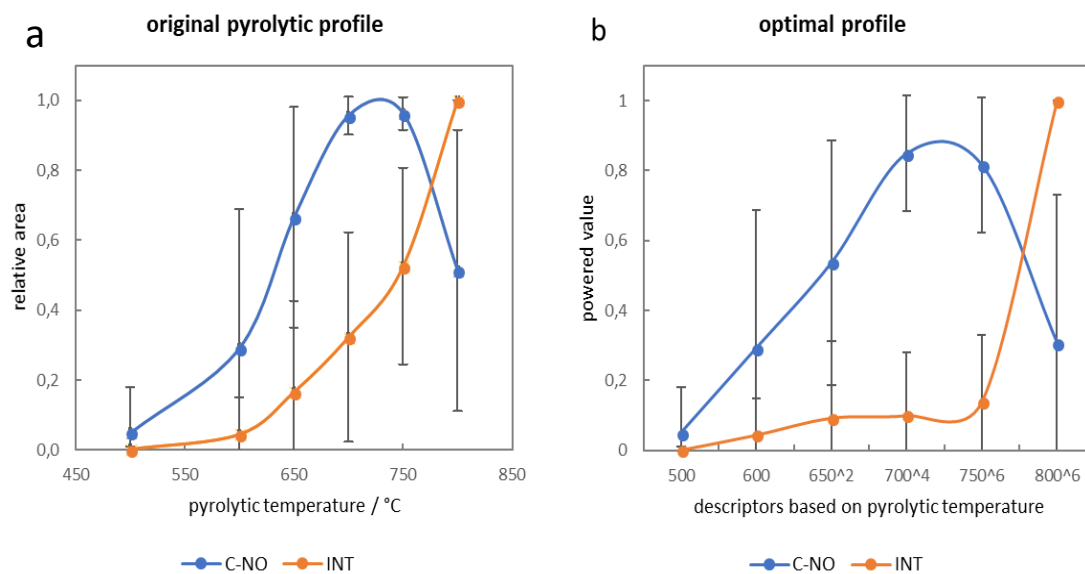 a
original pyrolytic profile
relative area
1,0
0,8
0,6
0,4
0,2
0,0
450 550 650 750 850
pyrolytic temperature / °C
C-NO INT
b
optimal profile
powered value
1
0,8
0,6
0,4
0,2
0
500 600 650^2 700^4 750^6 800^6
descriptors based on pyrolytic temperature
C-NO INT